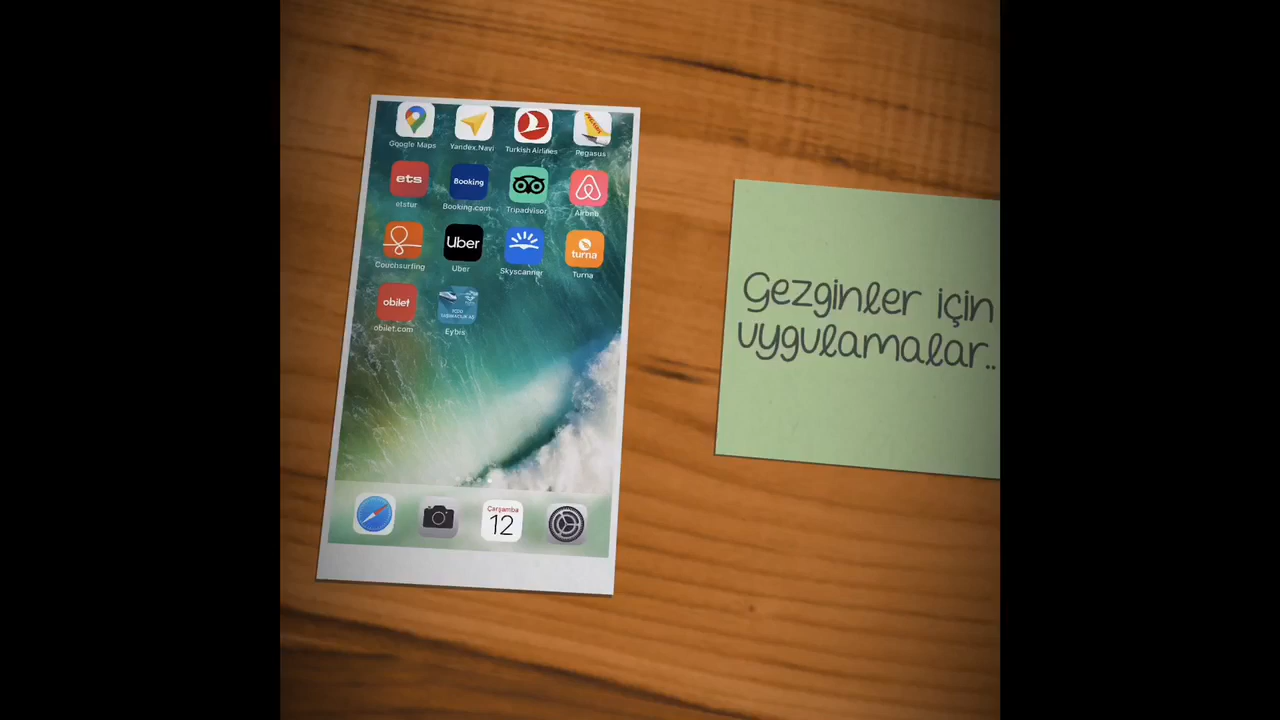 Google Maps
Yandex.Navi
Turkish Airlines
Pegasus
ets
Booking
etstur
Booking.com
Tripadvisor
Airbnb
Uber
turna
Couchsurfing
Uber
Skyscanner
Turna
obilet
obilet.com
Eybis
Çarşamba
12
Gezginler için
uygulamalar..